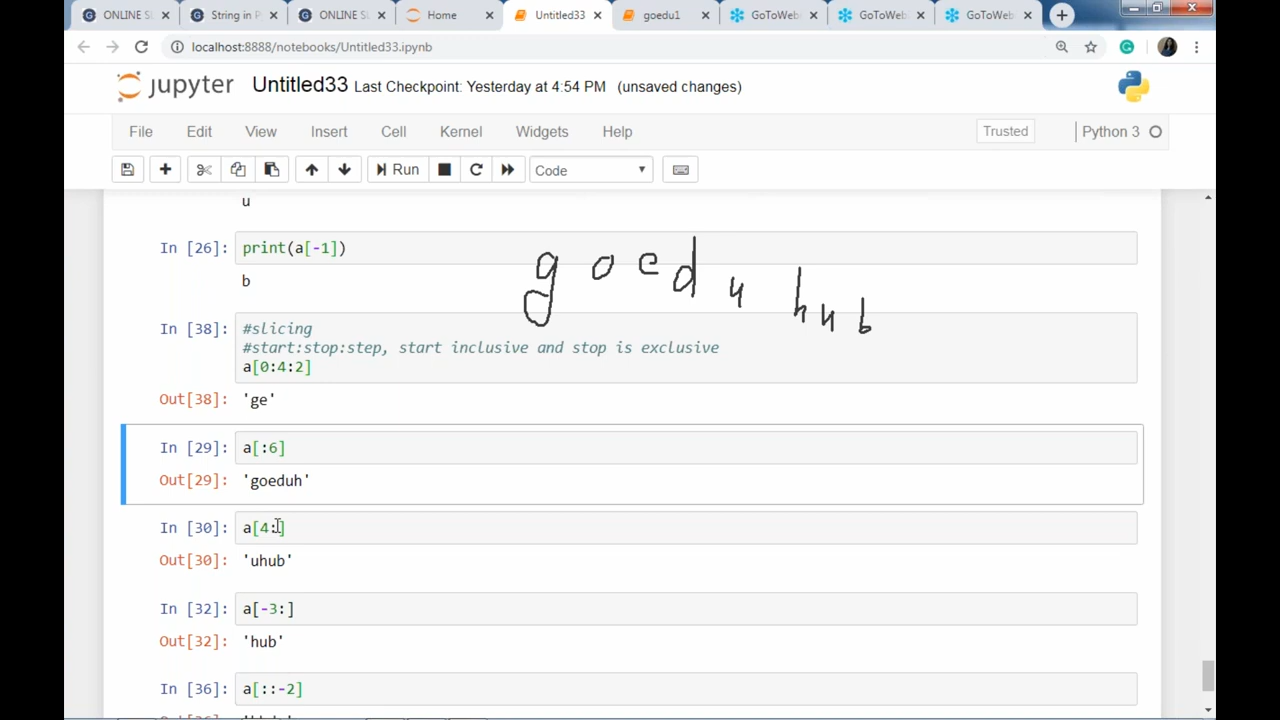 ONLINE SU
String in P
ONLINE SU
Home
Untitled33
goedu1
GoToWeb
GoToWeb
GoToWeb
localhost:8888/notebooks/Untitled33.ipynb
jupyter Untitled33 Last Checkpoint: Yesterday at 4:54 PM (unsaved changes)
File Edit View Insert Cell Kernel Widgets Help Trusted Python 3
Run Code
u
In [26]: print(a[-1])
b
goedu hub
In [38]: #slicing
#start:stop:step, start inclusive and stop is exclusive
a[0:4:2]
Out[38]: 'ge'
In [29]: a[:6]
Out[29]: 'goeduh'
In [30]: a[4:]
Out[30]: 'uhub'
In [32]: a[-3:]
Out[32]: 'hub'
In [36]: a[::-2]